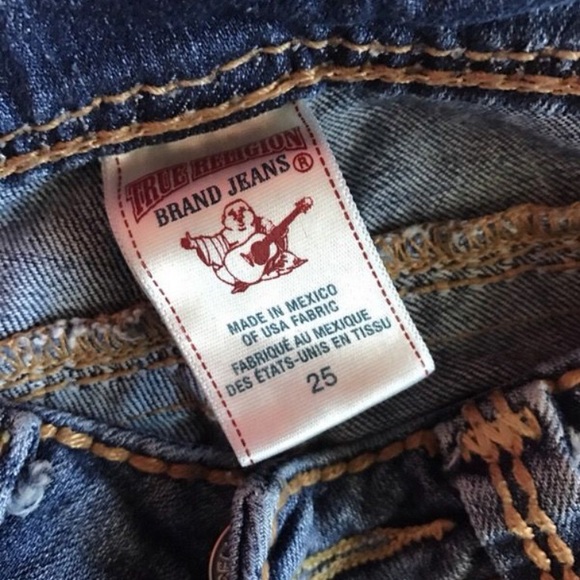 TRUE RELIGION
BRAND JEANS®
MADE IN MEXICO
OF USA FABRIC
FABRIQUÉ AU MEXIQUE
DES ÉTATS-UNIS EN TISSU
25